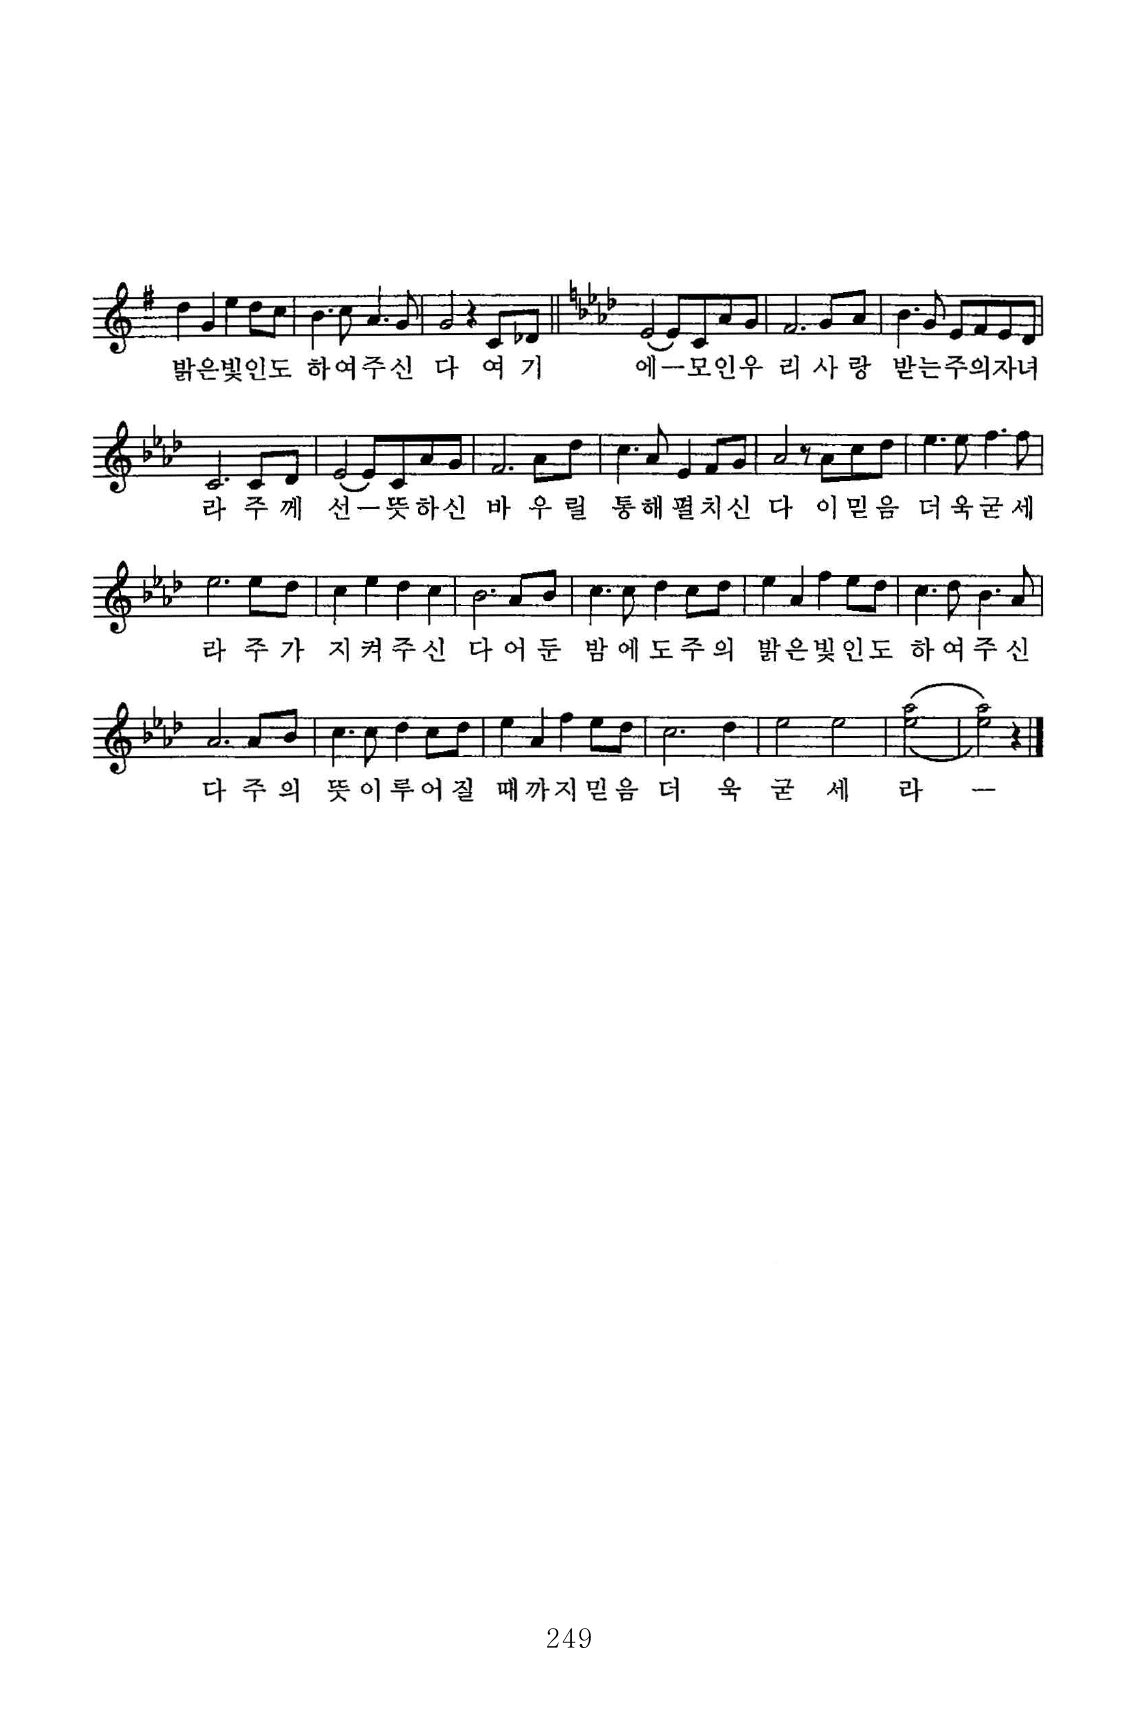 밝은빛인도 하여주신 다 여 기 에ー모인우 리 사 랑 받는주의자녀
라 주 께 선ー뜻하신 바 우 릴 통해펼치신 다 이믿음 더욱굳세
라 주 가 지켜주신 다어둔 밤에도주의 밝은빛인도 하여주신
다 주 의 뜻이루어질 때까지믿음 더 욱 굳 세 라 ー
249